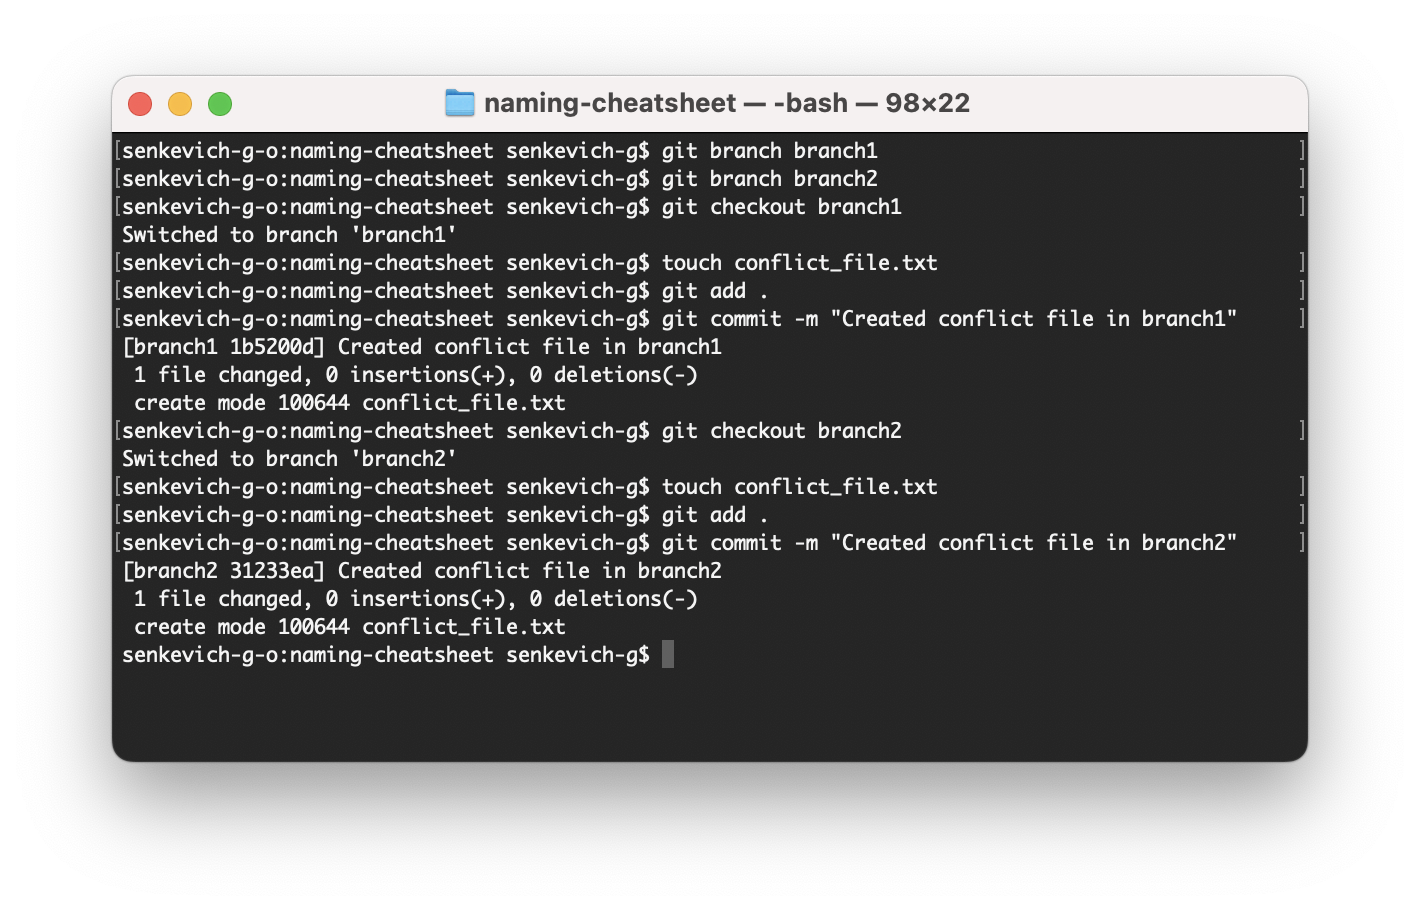 naming-cheatsheet — -bash — 98×22
[senkevich-g-o:naming-cheatsheet senkevich-g$ git branch branch1 ]
[senkevich-g-o:naming-cheatsheet senkevich-g$ git branch branch2 ]
[senkevich-g-o:naming-cheatsheet senkevich-g$ git checkout branch1 ]
Switched to branch 'branch1'
[senkevich-g-o:naming-cheatsheet senkevich-g$ touch conflict_file.txt ]
[senkevich-g-o:naming-cheatsheet senkevich-g$ git add . ]
[senkevich-g-o:naming-cheatsheet senkevich-g$ git commit -m "Created conflict file in branch1" ]
[branch1 1b5200d] Created conflict file in branch1
 1 file changed, 0 insertions(+), 0 deletions(-)
 create mode 100644 conflict_file.txt
[senkevich-g-o:naming-cheatsheet senkevich-g$ git checkout branch2 ]
Switched to branch 'branch2'
[senkevich-g-o:naming-cheatsheet senkevich-g$ touch conflict_file.txt ]
[senkevich-g-o:naming-cheatsheet senkevich-g$ git add . ]
[senkevich-g-o:naming-cheatsheet senkevich-g$ git commit -m "Created conflict file in branch2" ]
[branch2 31233ea] Created conflict file in branch2
 1 file changed, 0 insertions(+), 0 deletions(-)
 create mode 100644 conflict_file.txt
senkevich-g-o:naming-cheatsheet senkevich-g$